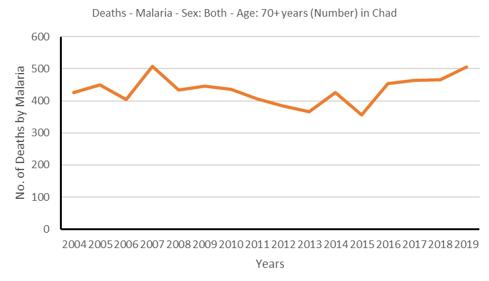 Deaths - Malaria - Sex: Both - Age: 70+ years (Number) in Chad
600
500
400
300
200
100
0
No. of Deaths by Malaria
2004 2005 2006 2007 2008 2009 2010 2011 2012 2013 2014 2015 2016 2017 2018 2019
Years